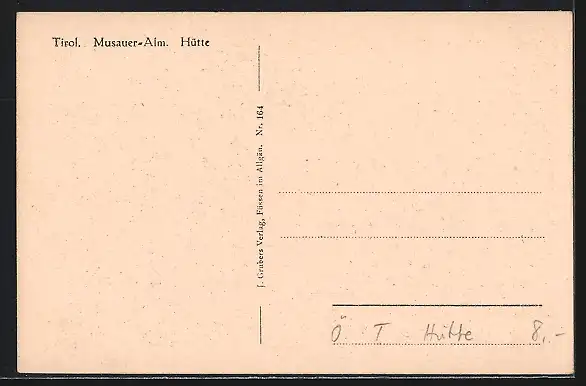 Tirol. Musauer-Alm. Hütte
J. Grubers Verlag, Füssen im Allgäu. Nr. 164
Ö T Hütte 8,-